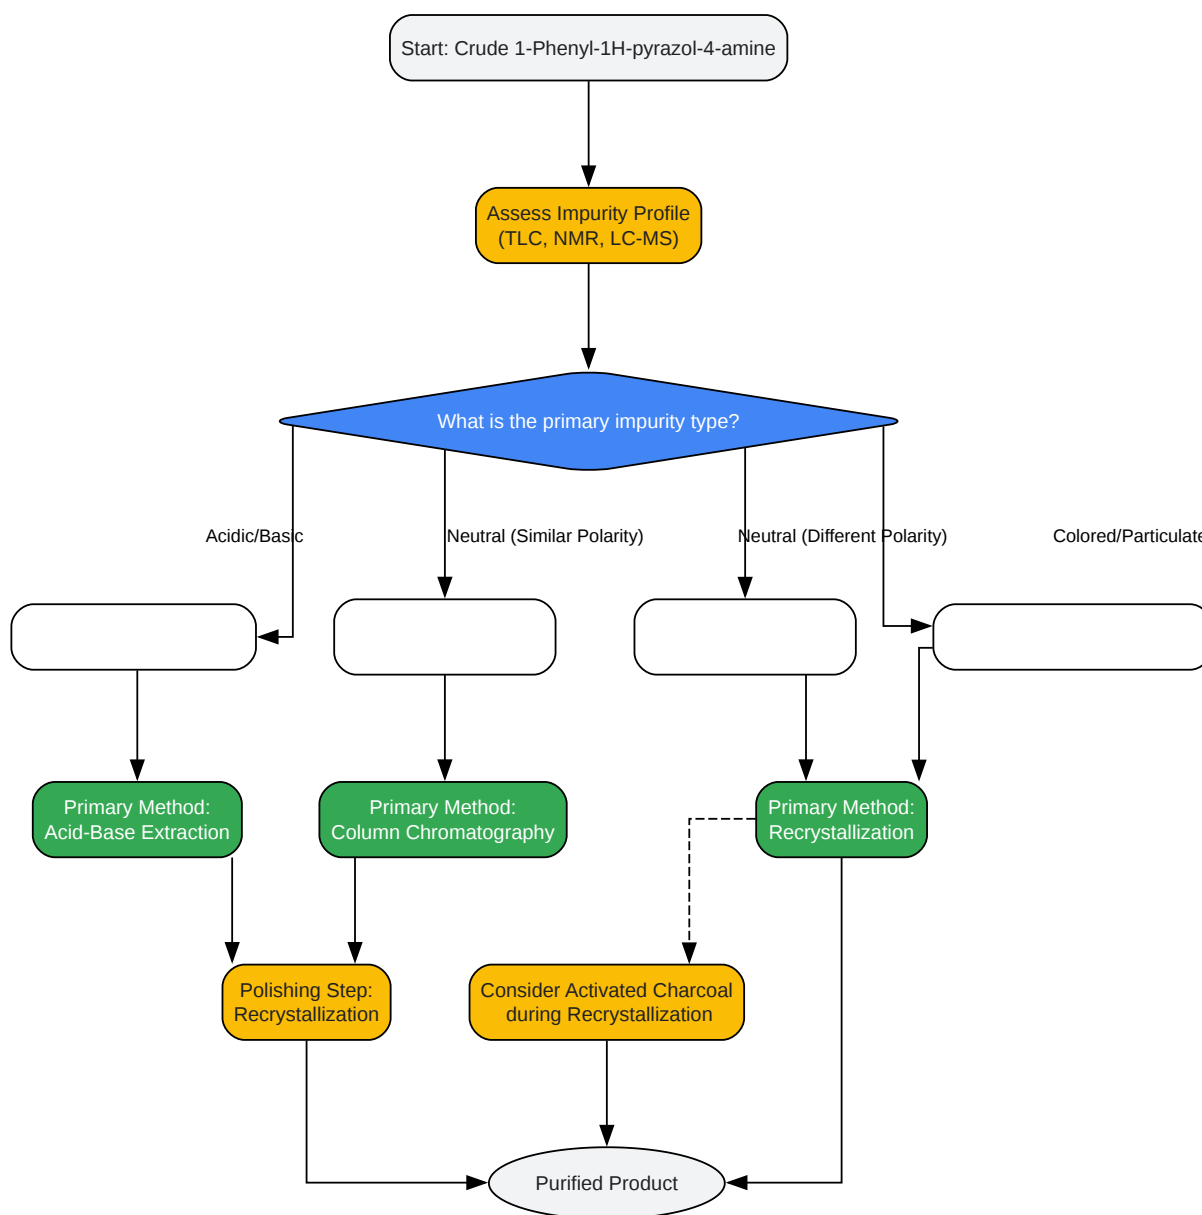 Start: Crude 1-Phenyl-1H-pyrazol-4-amine
Assess Impurity Profile
(TLC, NMR, LC-MS)
What is the primary impurity type?
Acidic/Basic
Neutral (Similar Polarity)
Neutral (Different Polarity)
Colored/Particulate
Primary Method:
Acid-Base Extraction
Primary Method:
Column Chromatography
Primary Method:
Recrystallization
Polishing Step:
Recrystallization
Consider Activated Charcoal
during Recrystallization
Purified Product